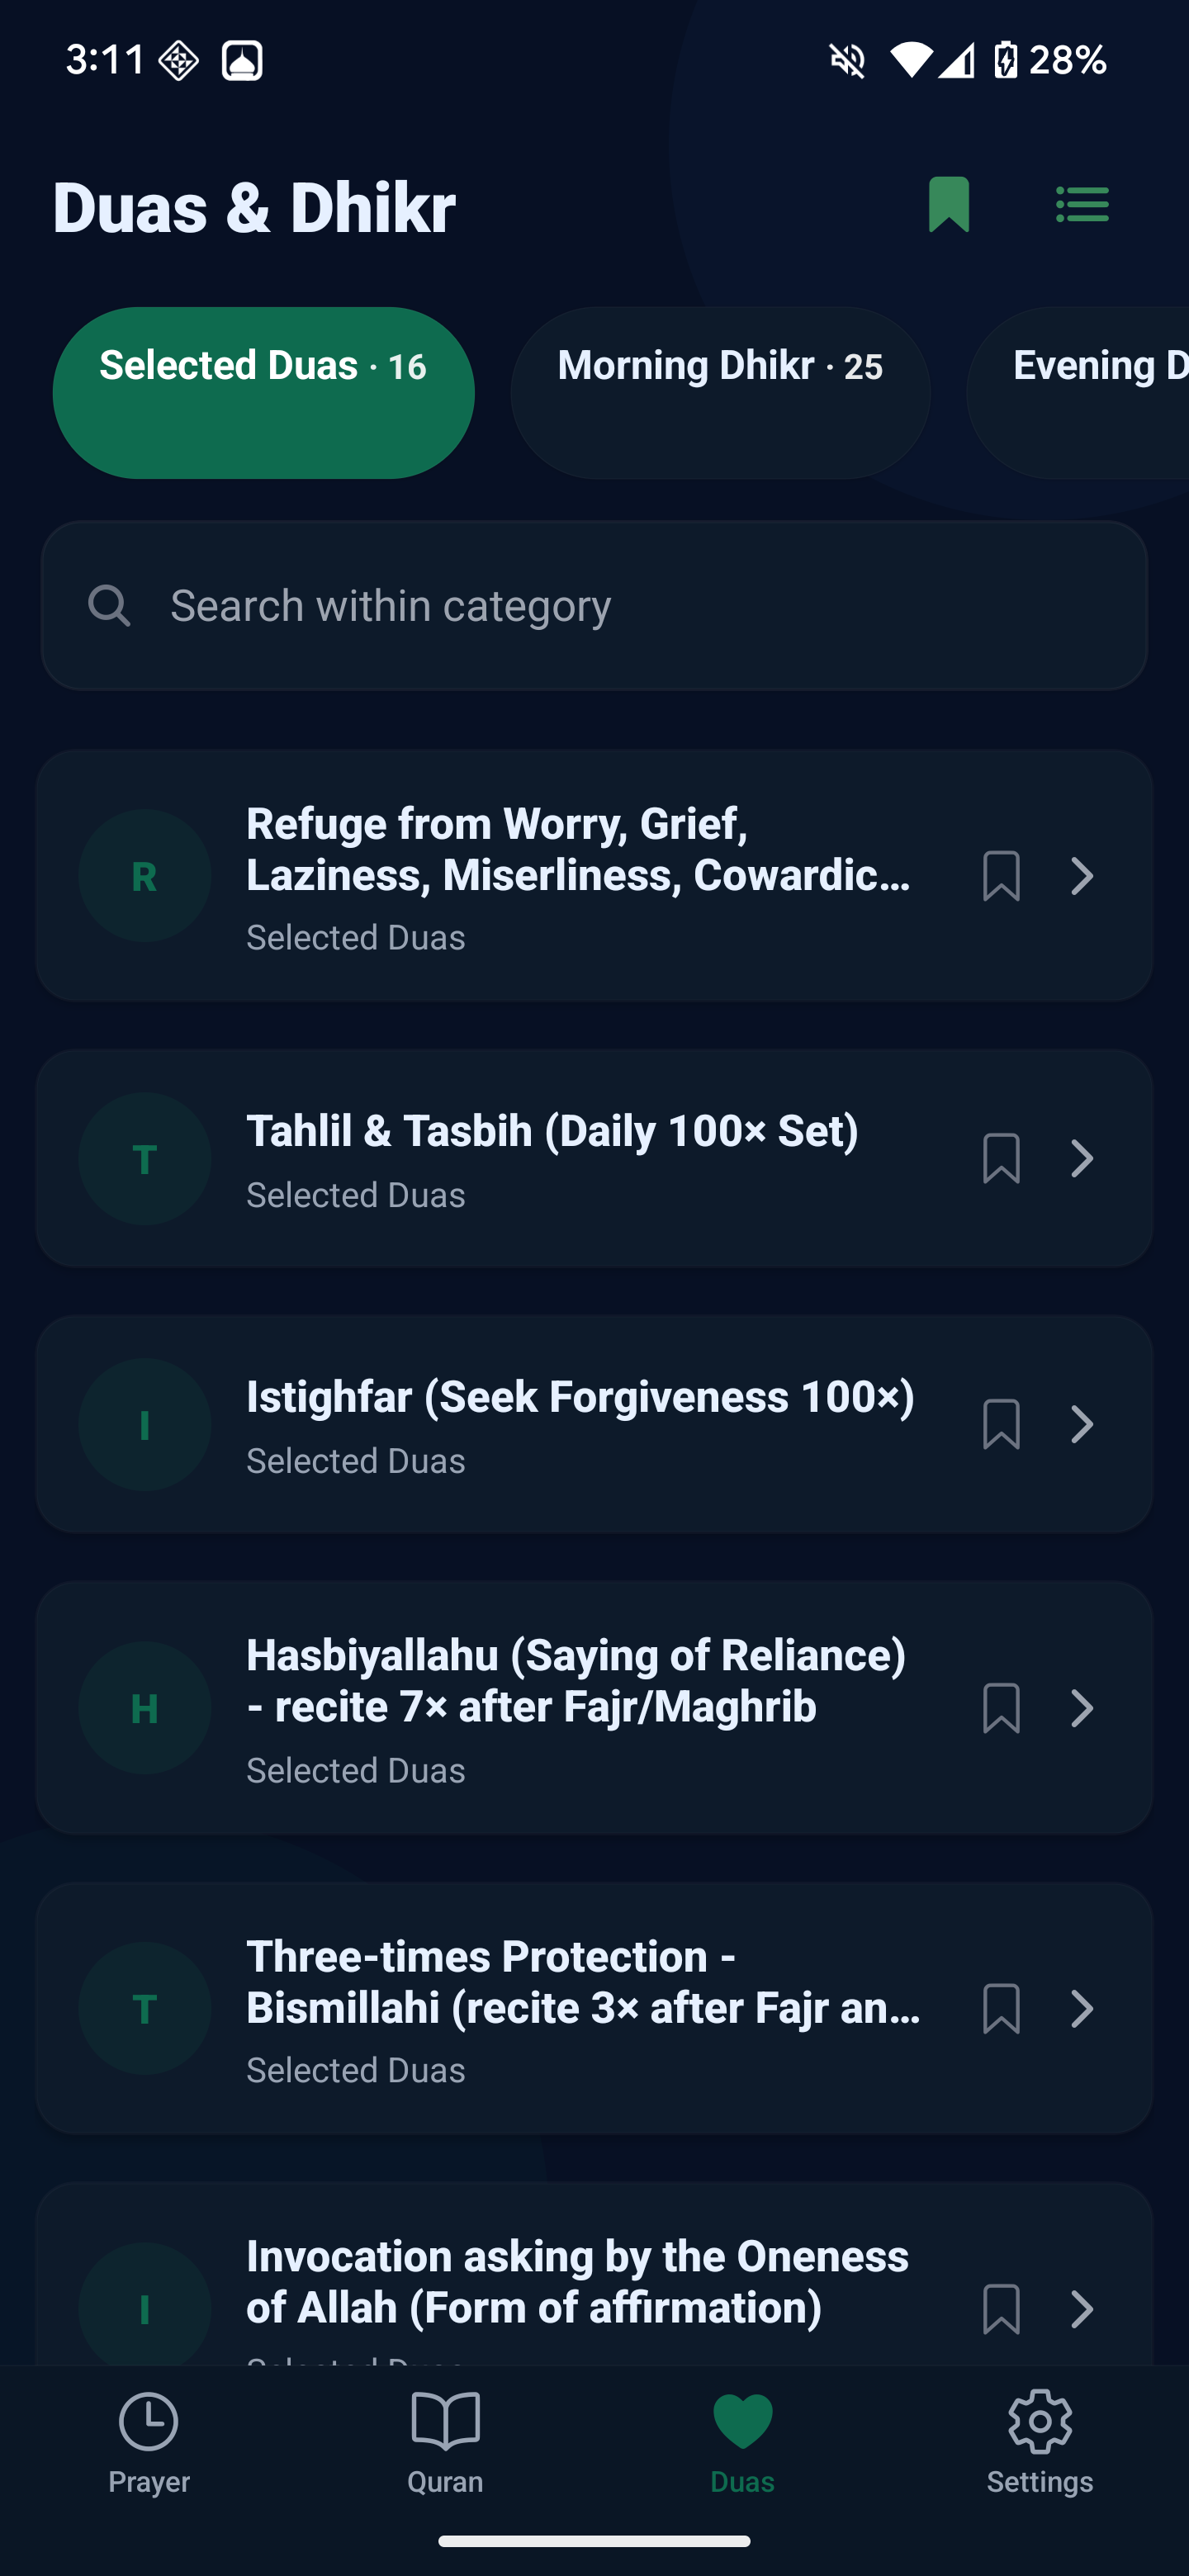 3:11
28%
Duas & Dhikr
Selected Duas · 16
Morning Dhikr · 25
Evening D
Search within category
R
Refuge from Worry, Grief,
Laziness, Miserliness, Cowardic...
Selected Duas
T
Tahlil & Tasbih (Daily 100× Set)
Selected Duas
I
Istighfar (Seek Forgiveness 100×)
Selected Duas
H
Hasbiyallahu (Saying of Reliance)
- recite 7× after Fajr/Maghrib
Selected Duas
T
Three-times Protection -
Bismillahi (recite 3× after Fajr an...
Selected Duas
I
Invocation asking by the Oneness
of Allah (Form of affirmation)
Prayer
Quran
Duas
Settings